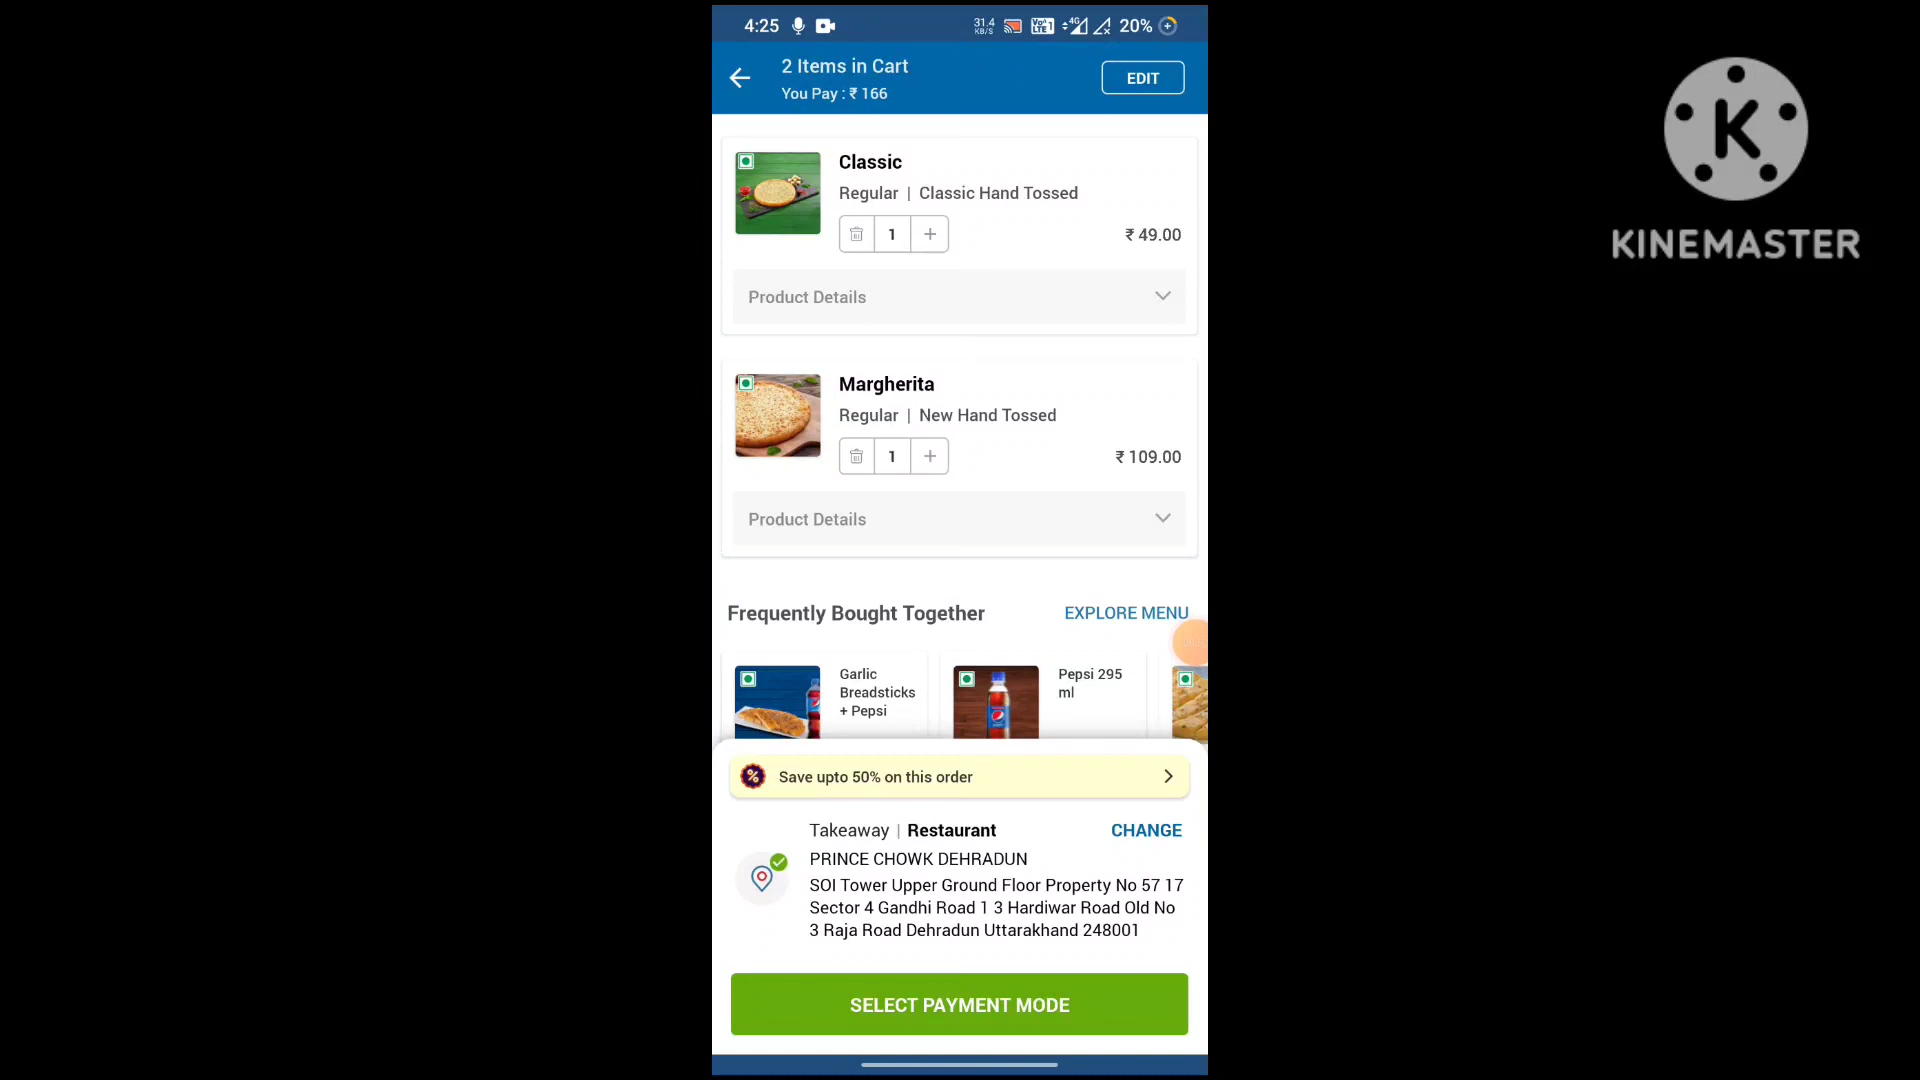 4:25
31.4 KB/S
4G
20%
2 Items in Cart
You Pay : ₹ 166
EDIT
Classic
Regular | Classic Hand Tossed
1
₹ 49.00
Product Details
Margherita
Regular | New Hand Tossed
1
₹ 109.00
Product Details
Frequently Bought Together
EXPLORE MENU
Garlic
Breadsticks
+ Pepsi
Pepsi 295
ml
Save upto 50% on this order
Takeaway | Restaurant
CHANGE
PRINCE CHOWK DEHRADUN
SOI Tower Upper Ground Floor Property No 57 17
Sector 4 Gandhi Road 1 3 Hardiwar Road Old No
3 Raja Road Dehradun Uttarakhand 248001
SELECT PAYMENT MODE
K
KINEMASTER